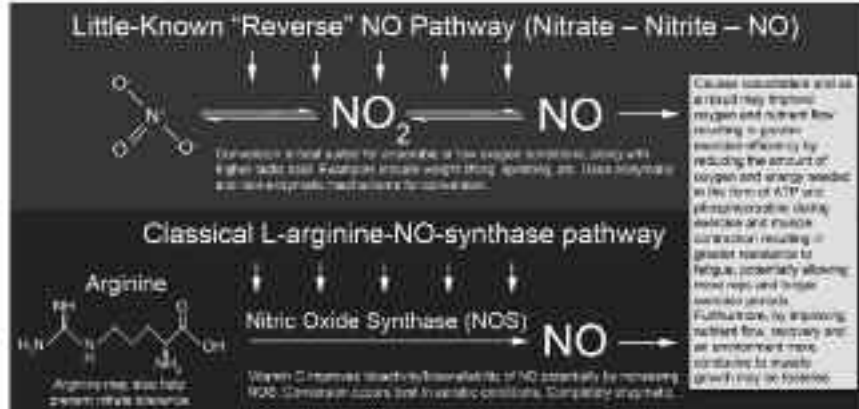 Little-Known “Reverse” NO Pathway (Nitrate – Nitrite – NO)
O-
N+
O
O-
NO2
NO
Conversion is best suited for anaerobic or low oxygen conditions, along with
higher lactic acid. Examples include weight lifting, sprinting, etc. Uses enzymatic
and non-enzymatic mechanisms for conversion.
Causes vasodilation and as
a result may improve
oxygen and nutrient flow
resulting in greater
exercise efficiency by
reducing the amount of
oxygen and energy needed
in the form of ATP and
phosphocreatine during
exercise and muscle
contraction resulting in
greater resistance to
fatigue, potentially allowing
more reps and longer
exercise periods.
Furthermore, by improving
nutrient flow, recovery and
an environment more
conducive to muscle
growth may be fostered.
Classical L-arginine-NO-synthase pathway
Arginine
NH
O
H2N
N
H
NH2
OH
Nitric Oxide Synthase (NOS)
NO
Arginine may also help
prevent nitrate tolerance.
Vitamin C improves bioactivity/bioavailability of NO potentially by increasing
NOS. Conversion occurs best in aerobic conditions. Completely enzymatic.